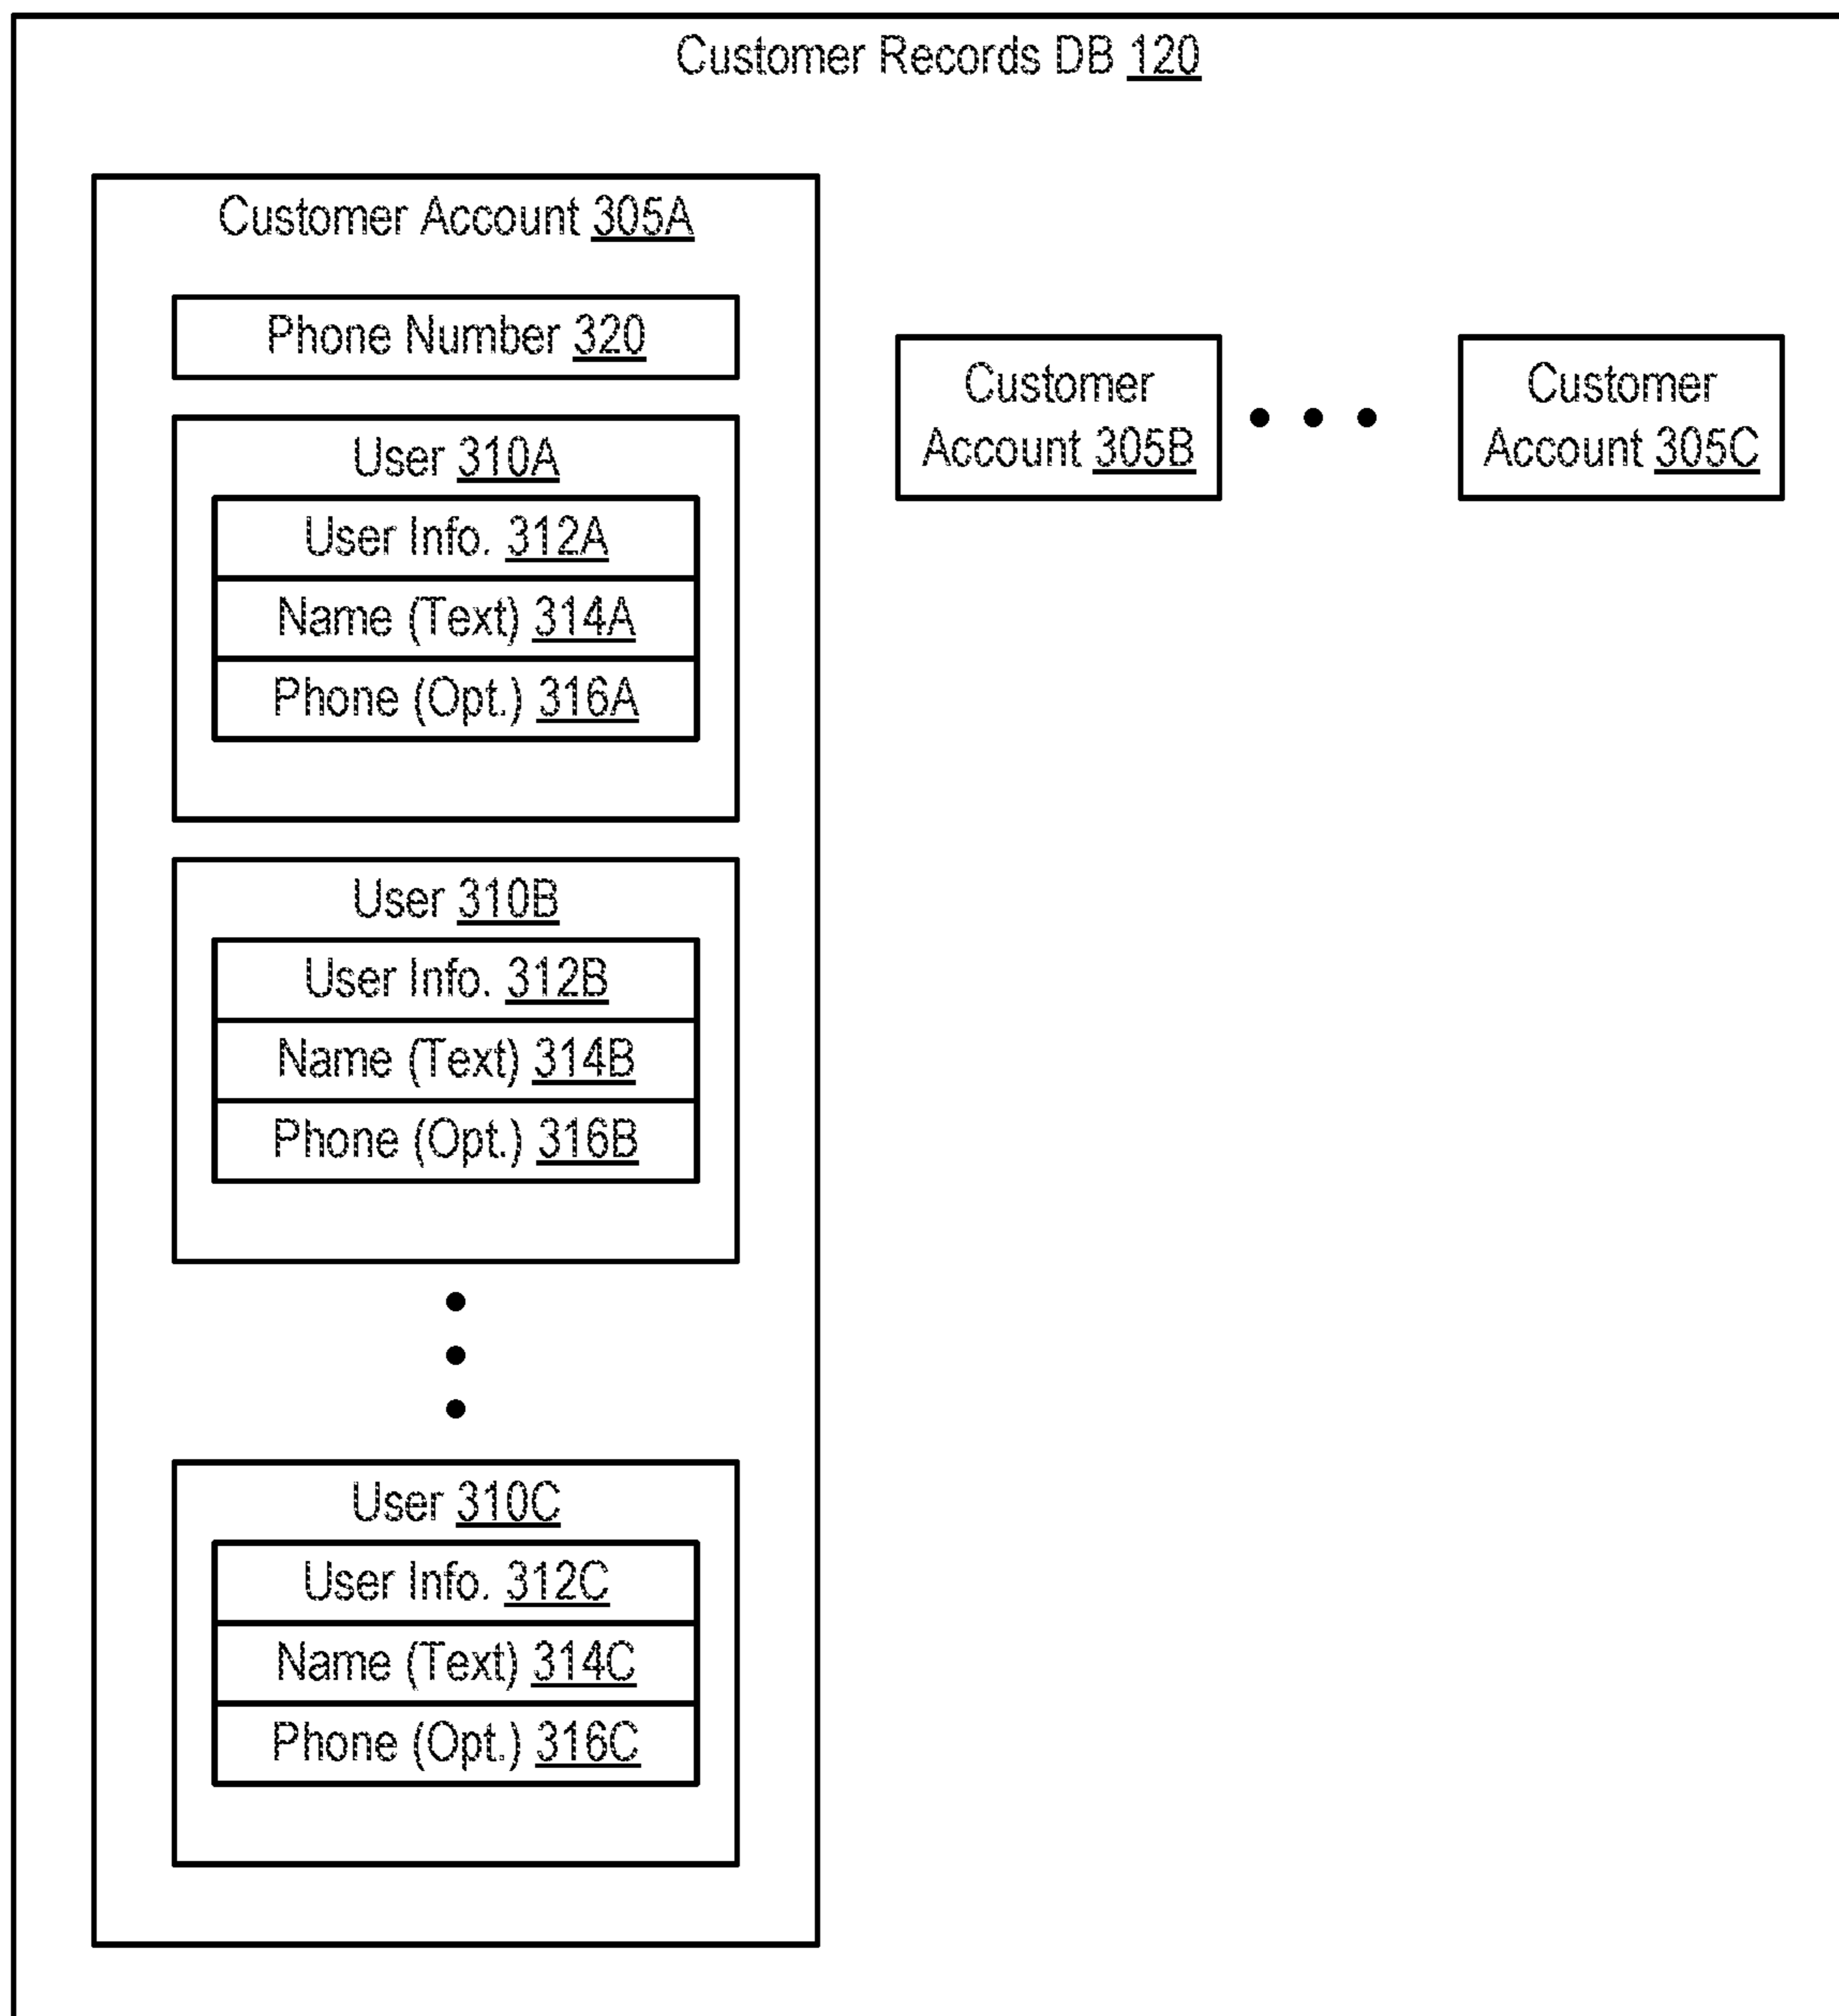 Customer Records DB 120
Customer Account 305A
Phone Number 320
User 310A
User Info. 312A
Name (Text) 314A
Phone (Opt.) 316A
User 310B
User Info. 312B
Name (Text) 314B
Phone (Opt.) 316B
User 310C
User Info. 312C
Name (Text) 314C
Phone (Opt.) 316C
Customer
Account 305B
Customer
Account 305C